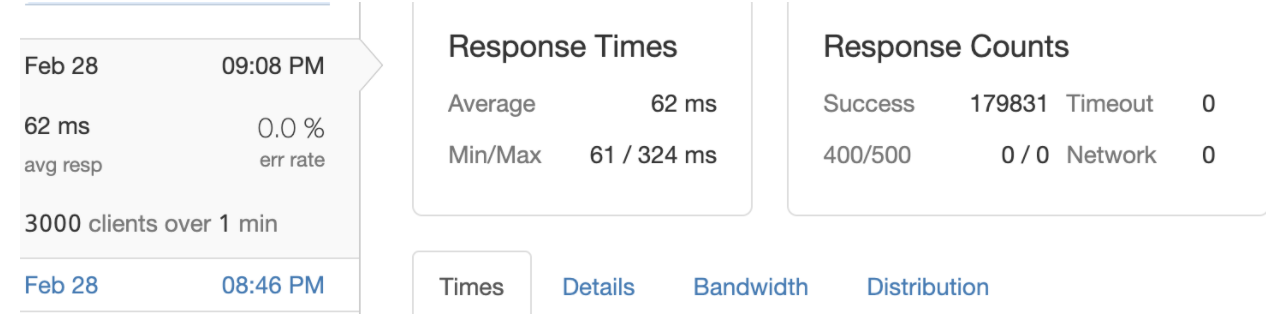 Feb 28 09:08 PM
62 ms 0.0 %
avg resp err rate
3000 clients over 1 min
Feb 28 08:46 PM
Response Times
Average 62 ms
Min/Max 61 / 324 ms
Response Counts
Success 179831 Timeout 0
400/500 0 / 0 Network 0
Times Details Bandwidth Distribution